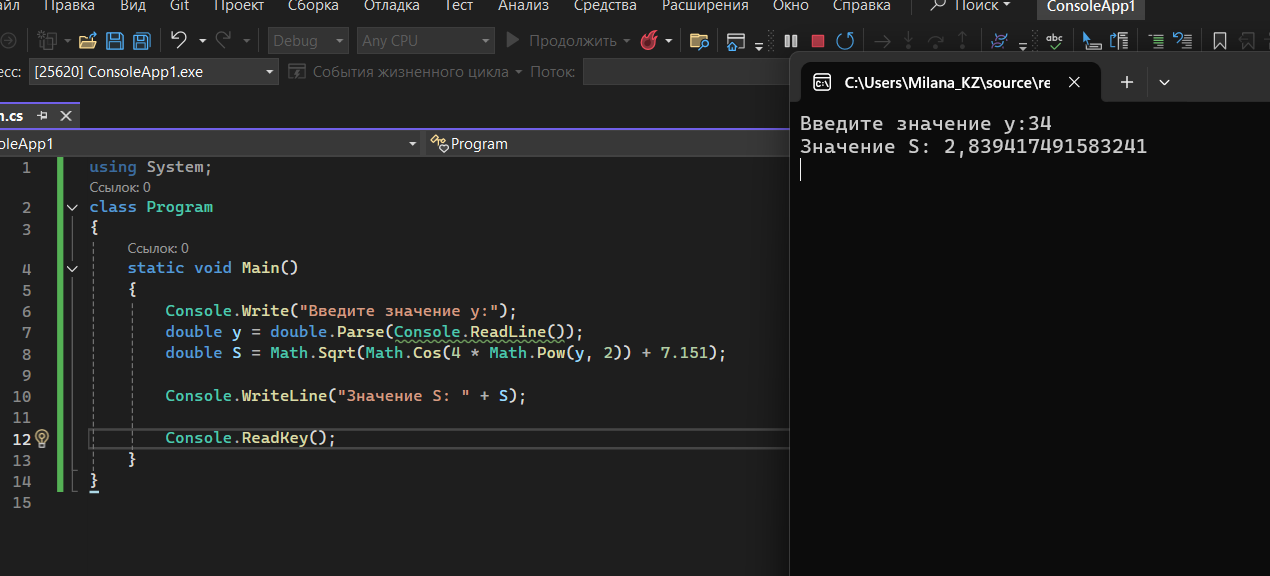 айл Правка Вид Git Проект Сборка Отладка Тест Анализ Средства Расширения Окно Справка Поиск ConsoleApp1
Debug Any CPU Продолжить
есс: [25620] ConsoleApp1.exe События жизненного цикла Поток:
m.cs
oleApp1 Program
1 using System;
Ссылок: 0
2 class Program
3 {
Ссылок: 0
4 static void Main()
5 {
6 Console.Write("Введите значение y:");
7 double y = double.Parse(Console.ReadLine());
8 double S = Math.Sqrt(Math.Cos(4 * Math.Pow(y, 2)) + 7.151);
9
10 Console.WriteLine("Значение S: " + S);
11
12 Console.ReadKey();
13 }
14 }
15
C:\Users\Milana_KZ\source\re
Введите значение y:34
Значение S: 2,839417491583241